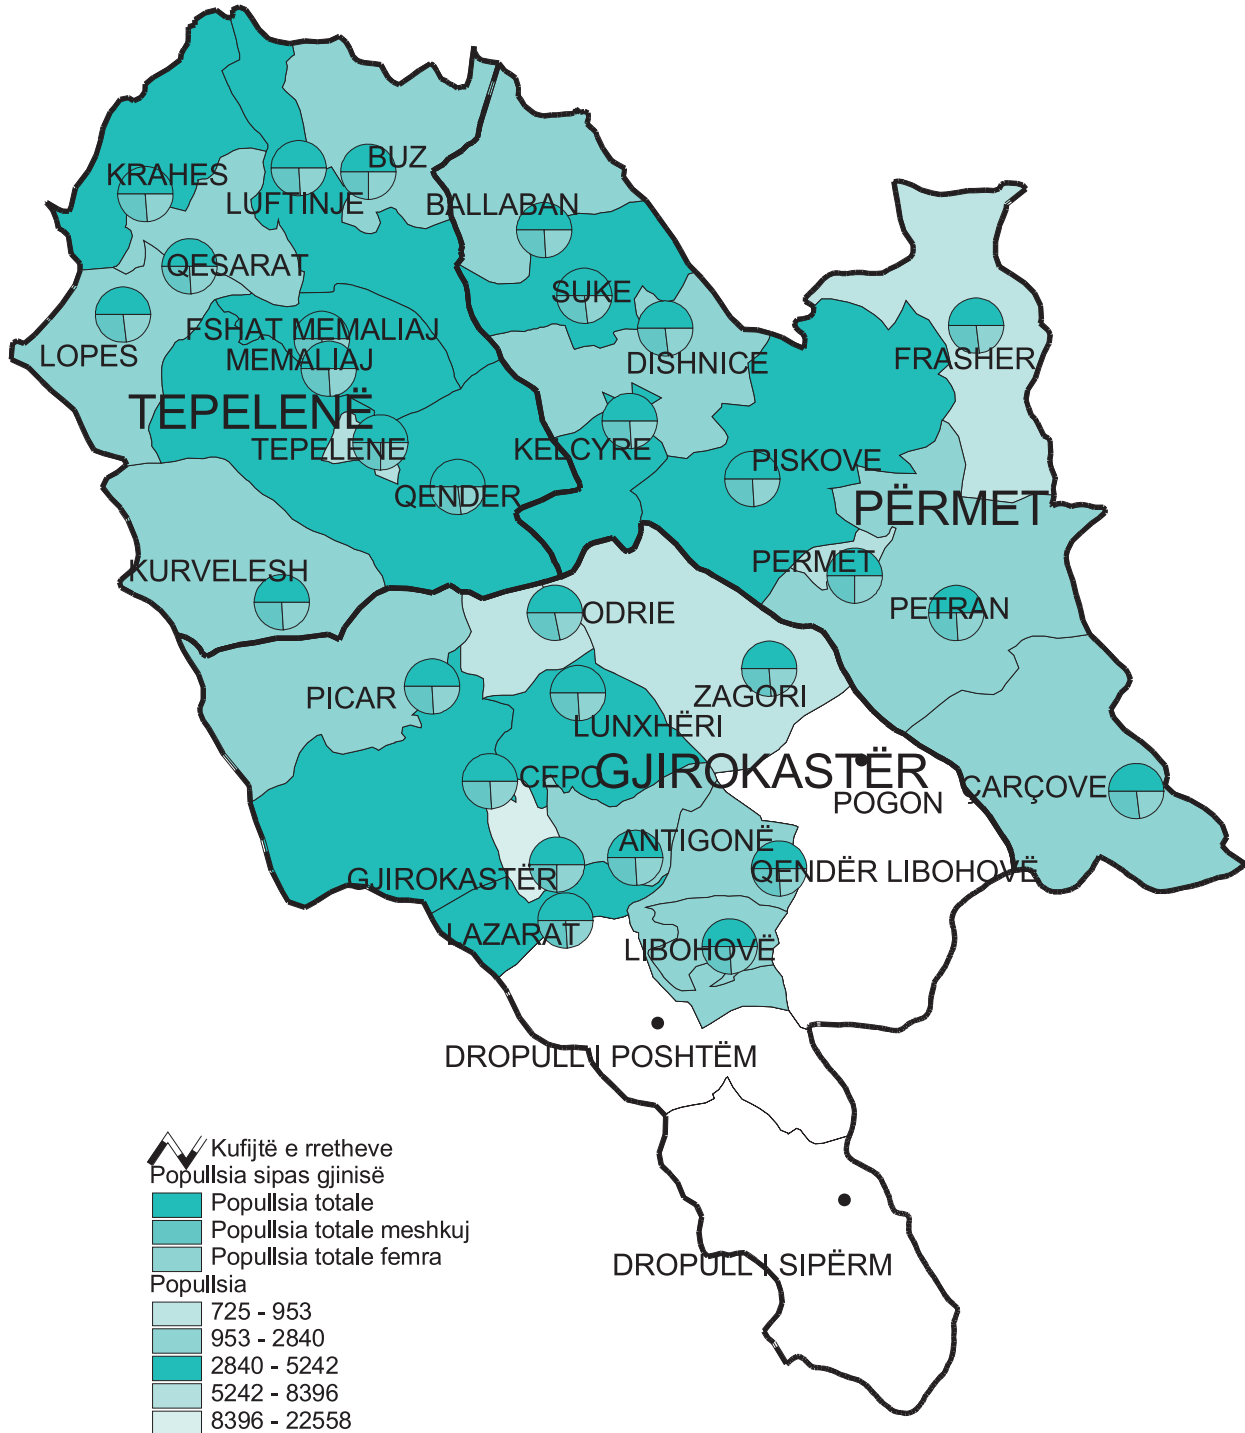 BUZ
KRAHES
LUFTINJE
BALLABAN
QESARAT
SUKE
FSHAT MEMALIAJ
LOPES
MEMALIAJ
DISHNICE
FRASHER
TEPELENË
TEPELENE
KELCYRE
PISKOVE
QENDER
PËRMET
PERMET
KURVELESH
ODRIE
PETRAN
PICAR
ZAGORI
LUNXHËRI
CEPO
GJIROKASTËR
POGON
ÇARÇOVE
ANTIGONË
GJIROKASTËR
QENDËR LIBOHOVË
LAZARAT
LIBOHOVË
DROPULL I POSHTËM
DROPULL I SIPËRM
Kufijtë e rretheve
Popullsia sipas gjinisë
Popullsia totale
Popullsia totale meshkuj
Popullsia totale femra
Popullsia
725 - 953
953 - 2840
2840 - 5242
5242 - 8396
8396 - 22558